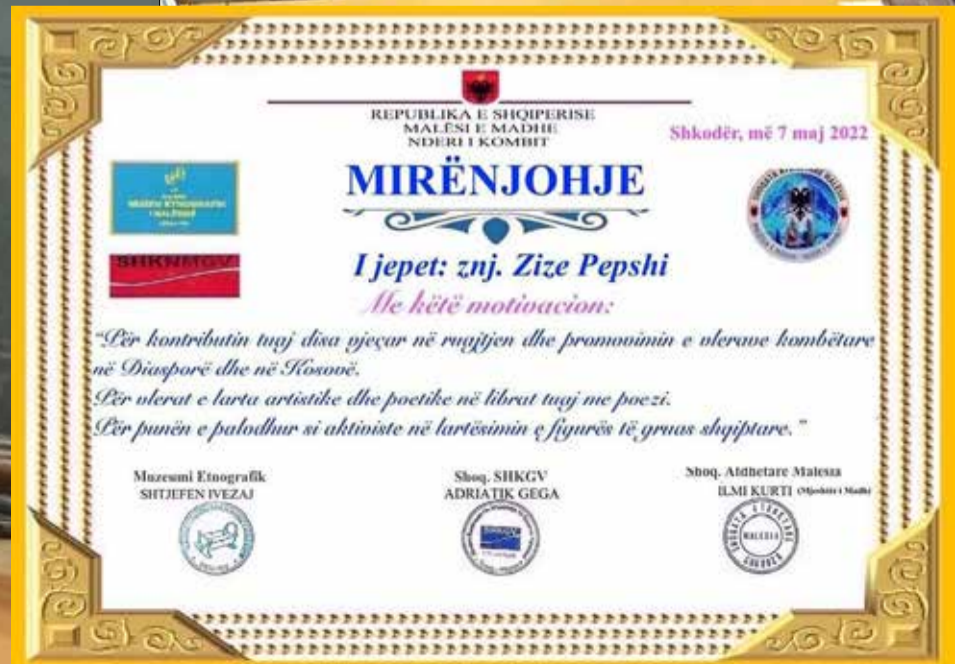 REPUBLIKA E SHQIPERISE
MALËSI E MADHE
NDERI I KOMBIT
Shkodër, më 7 maj 2022
MIRËNJOHJE
SHKNMGV
I jepet: znj. Zize Pepshi
Me këtë motivacion:
"Për kontributin tuaj disa vjeçar në ruajtjen dhe promovimin e vlerave kombëtare
në Diasporë dhe në Kosovë.
Për vlerat e larta artistike dhe poetike në librat tuaj me poezi.
Për punën e palodhur si aktiviste në lartësimin e figurës të gruas shqiptare."
Muzeumi Etnografik
SHTJEFEN IVEZAJ
Shoq. SHKGV
ADRIATIK GEGA
Shoq. Atdhetare Malesia
ILMI KURTI (Mjeshtër i Madh)
MALESIA